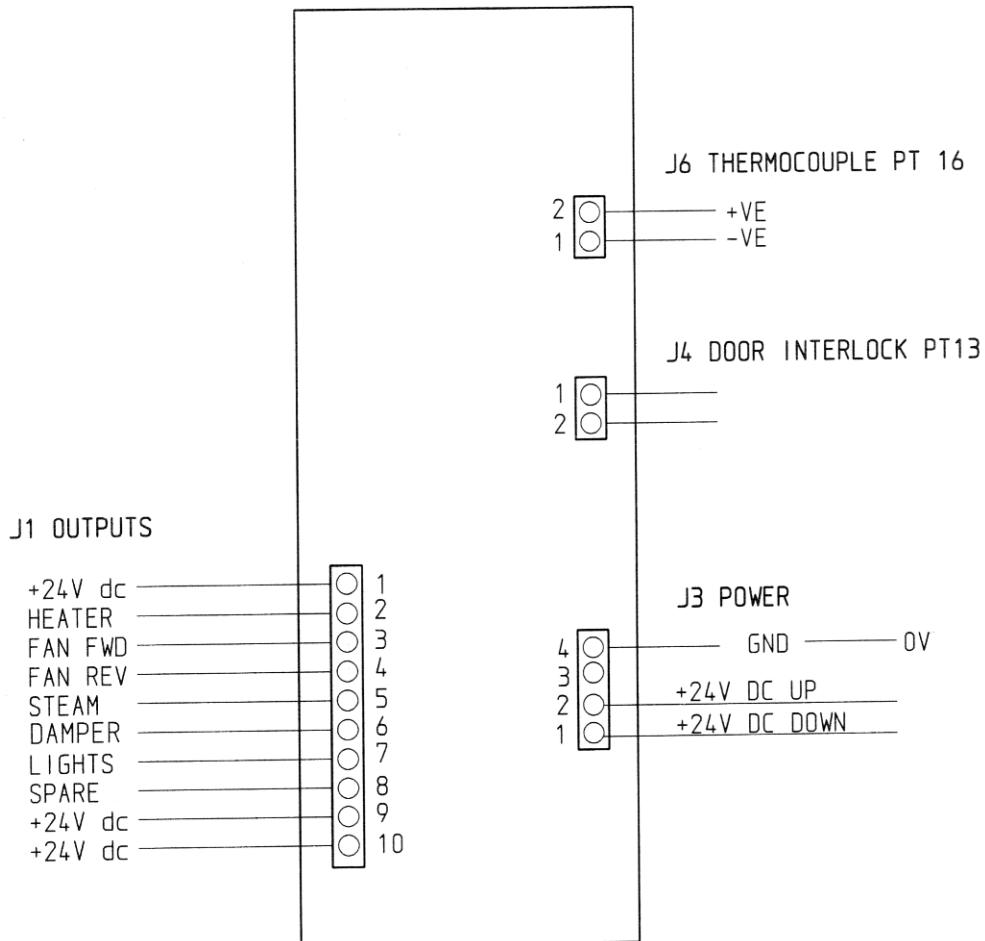 J6 THERMOCOUPLE PT 16
2 +VE
1 -VE
J4 DOOR INTERLOCK PT13
1
2
J1 OUTPUTS
+24V dc 1
HEATER 2
FAN FWD 3
FAN REV 4
STEAM 5
DAMPER 6
LIGHTS 7
SPARE 8
+24V dc 9
+24V dc 10
J3 POWER
4 GND 0V
3
2 +24V DC UP
1 +24V DC DOWN